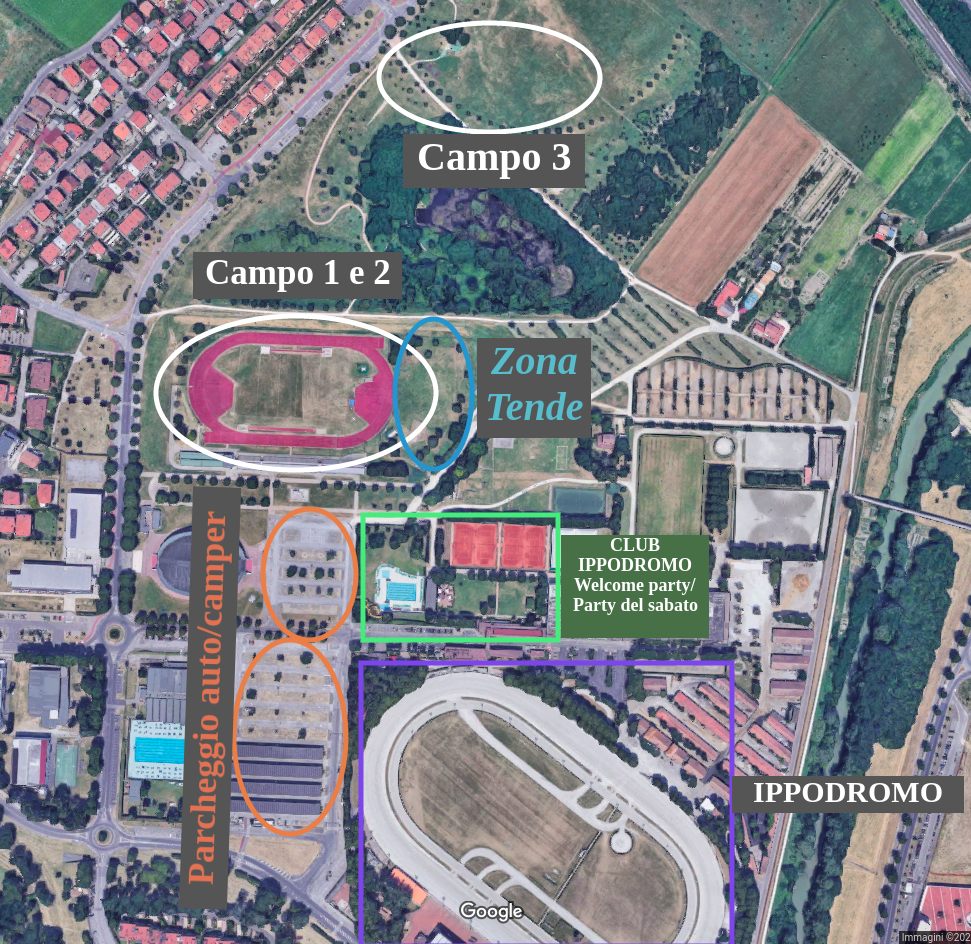 Campo 3
Campo 1 e 2
Zona
Tende
Parcheggio auto/camper
CLUB
IPPODROMO
Welcome party/
Party del sabato
IPPODROMO
Google
Immagini ©202